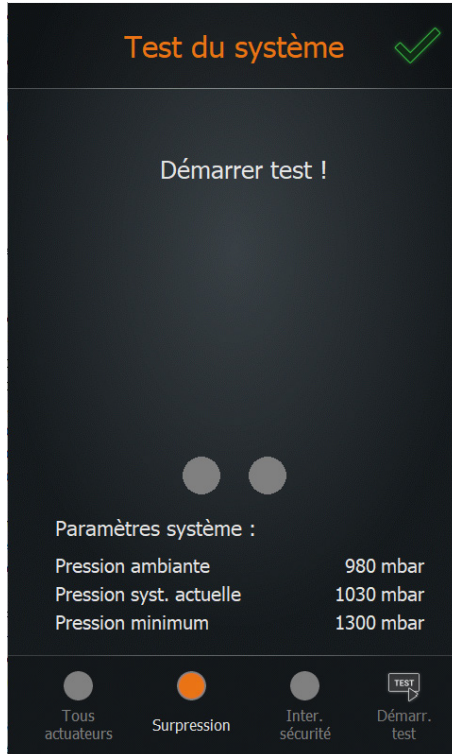 Test du système
Démarrer test !
Paramètres système :
Pression ambiante 980 mbar
Pression syst. actuelle 1030 mbar
Pression minimum 1300 mbar
TEST
Tous
actuateurs
Surpression
Inter.
sécurité
Démarr.
test